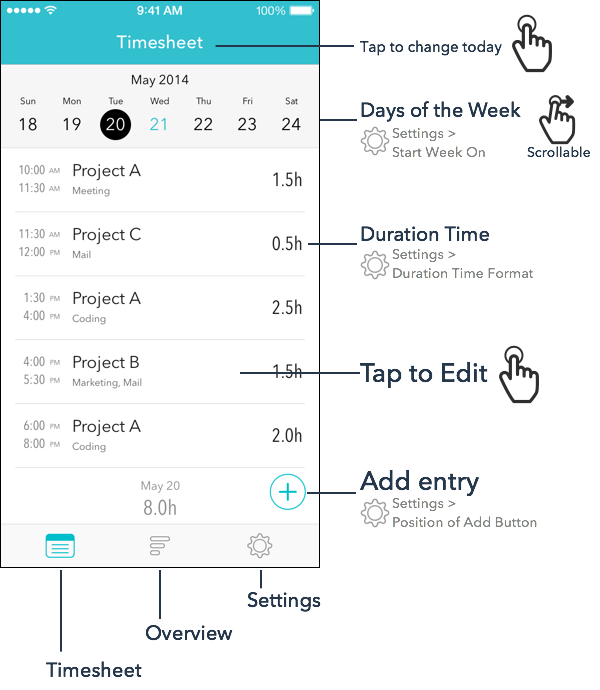 9:41 AM
100%
Timesheet
Tap to change today
May 2014
Sun Mon Tue Wed Thu Fri Sat
18 19 20 21 22 23 24
Days of the Week
Settings >
Start Week On
Scrollable
10:00 AM
11:30 AM
Project A
Meeting
1.5h
11:30 AM
12:00 PM
Project C
Mail
0.5h
Duration Time
Settings >
Duration Time Format
1:30 PM
4:00 PM
Project A
Coding
2.5h
4:00 PM
5:30 PM
Project B
Marketing, Mail
1.5h
Tap to Edit
6:00 PM
8:00 PM
Project A
Coding
2.0h
May 20
8.0h
Add entry
Settings >
Position of Add Button
Settings
Overview
Timesheet